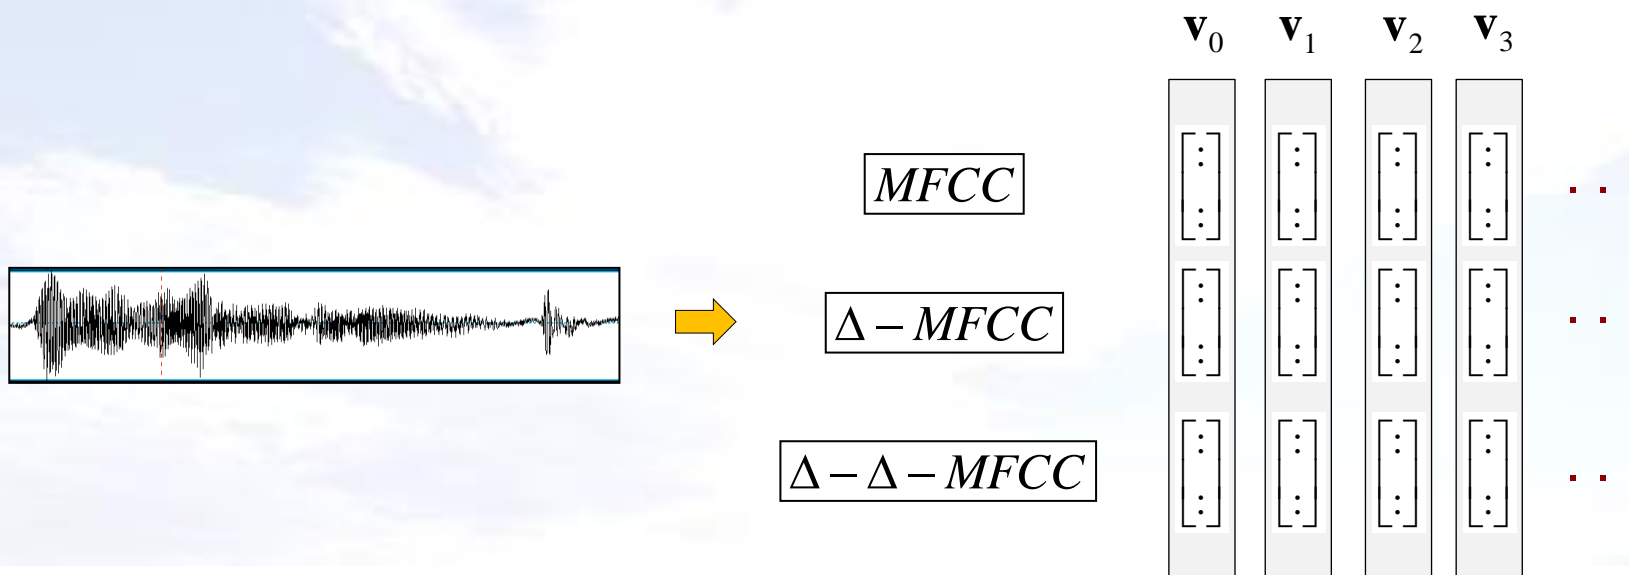 v₀ v₁ v₂ v₃
MFCC
Δ – MFCC
Δ – Δ – MFCC